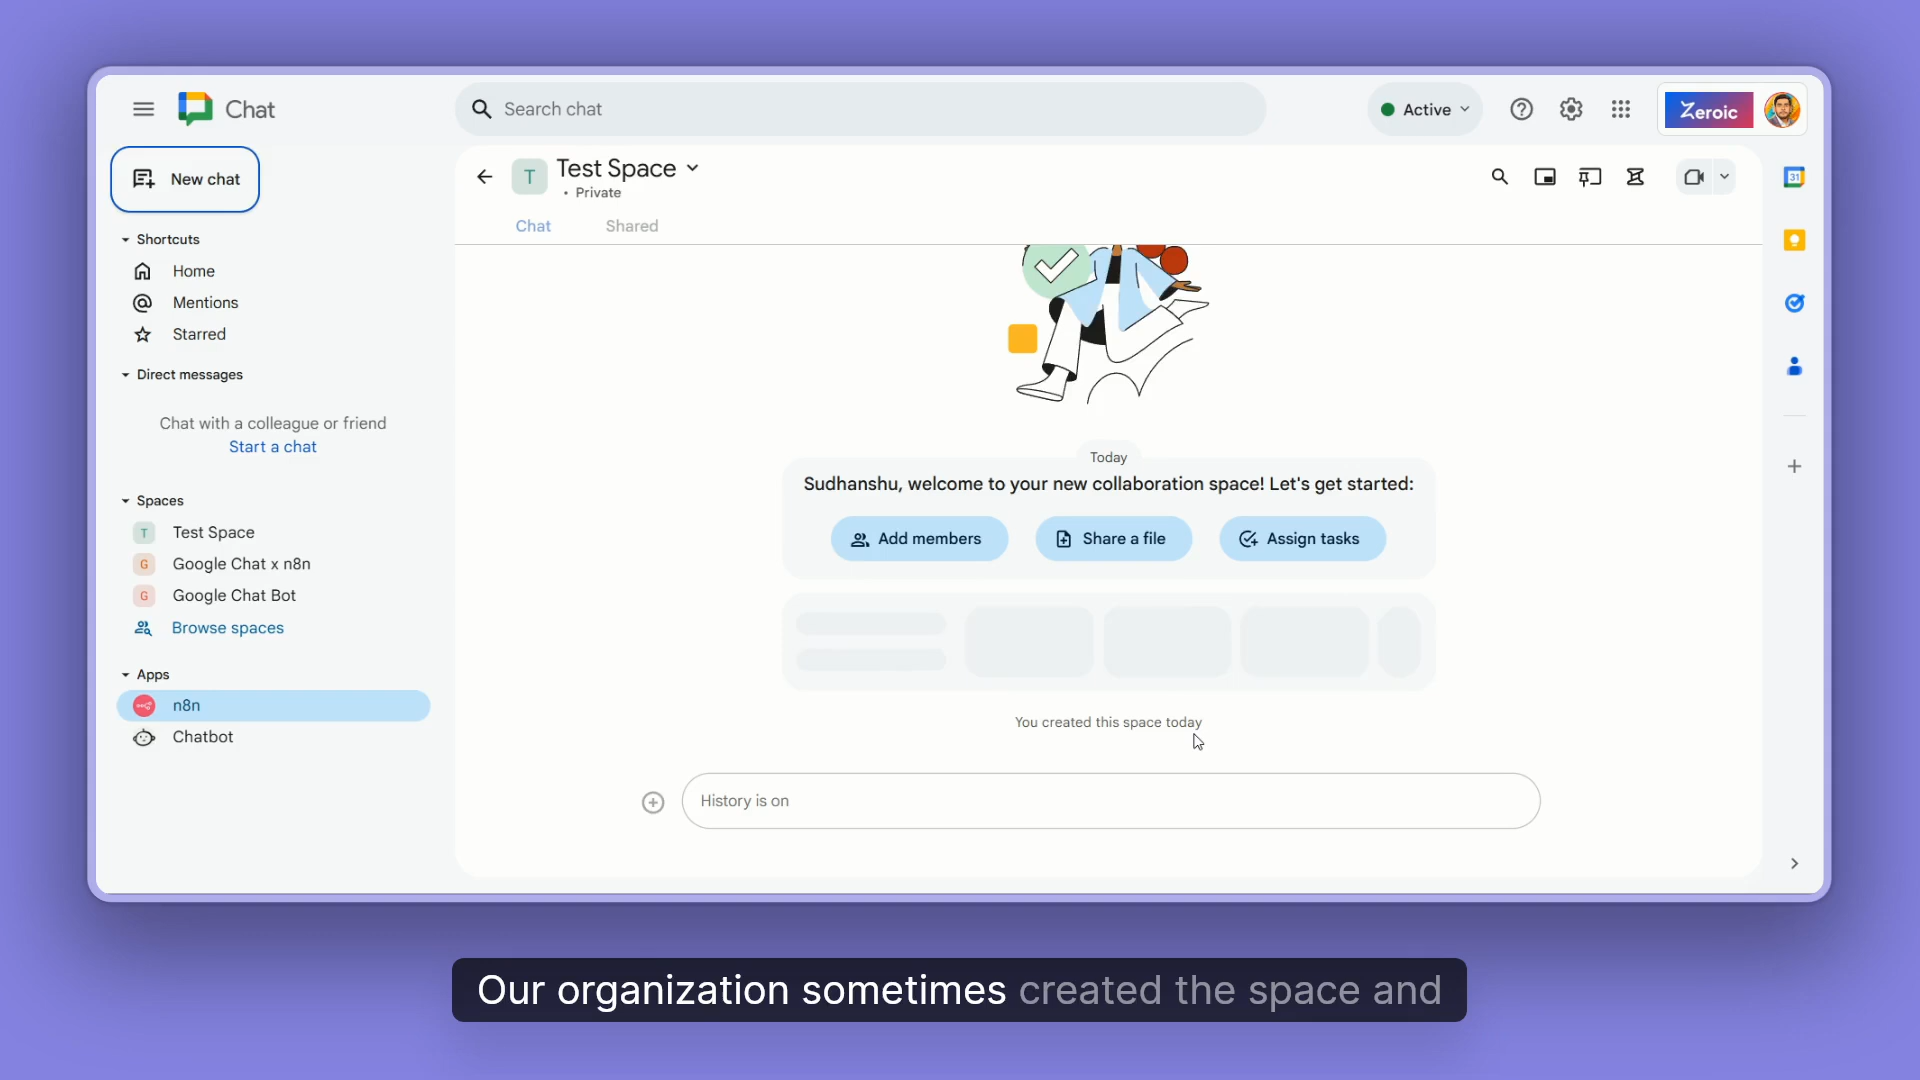 Chat
Search chat
Active
Zeroic
New chat
T
Test Space
• Private
31
Chat
Shared
Shortcuts
Home
Mentions
Starred
Direct messages
Chat with a colleague or friend
Start a chat
Today
Sudhanshu, welcome to your new collaboration space! Let's get started:
Add members
Share a file
Assign tasks
Spaces
T Test Space
G Google Chat x n8n
G Google Chat Bot
Browse spaces
Apps
n8n
Chatbot
You created this space today
History is on
Our organization sometimes created the space and